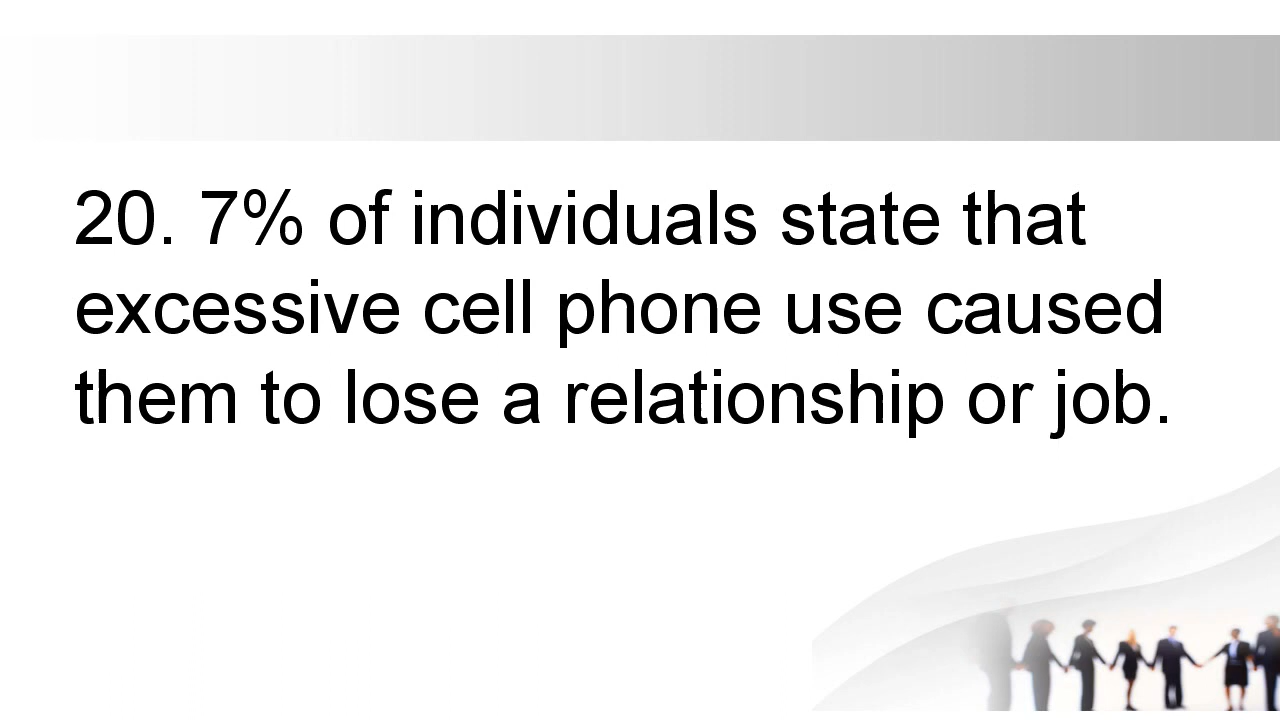 20. 7% of individuals state that
excessive cell phone use caused
them to lose a relationship or job.